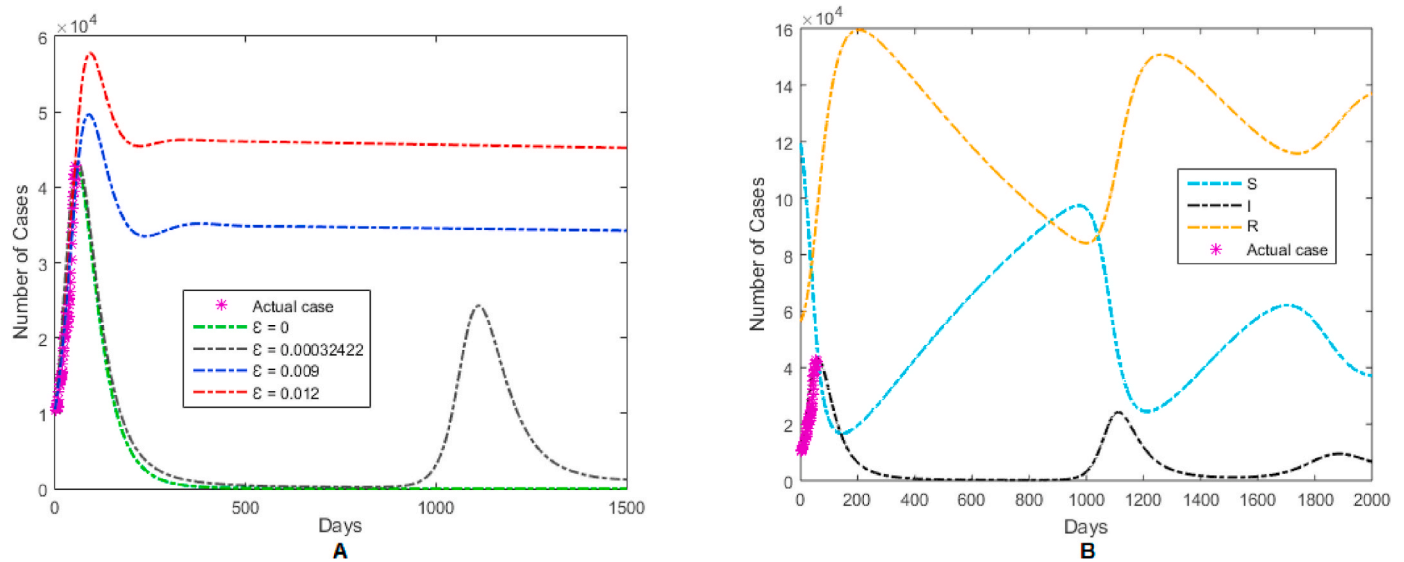 ×10⁴
6
5
4
3
2
1
0
Number of Cases
Actual case
Ɛ = 0
Ɛ = 0.00032422
Ɛ = 0.009
Ɛ = 0.012
0 500 1000 1500
Days
A
×10⁴
16
14
12
10
8
6
4
2
0
Number of Cases
S
I
R
Actual case
0 200 400 600 800 1000 1200 1400 1600 1800 2000
Days
B